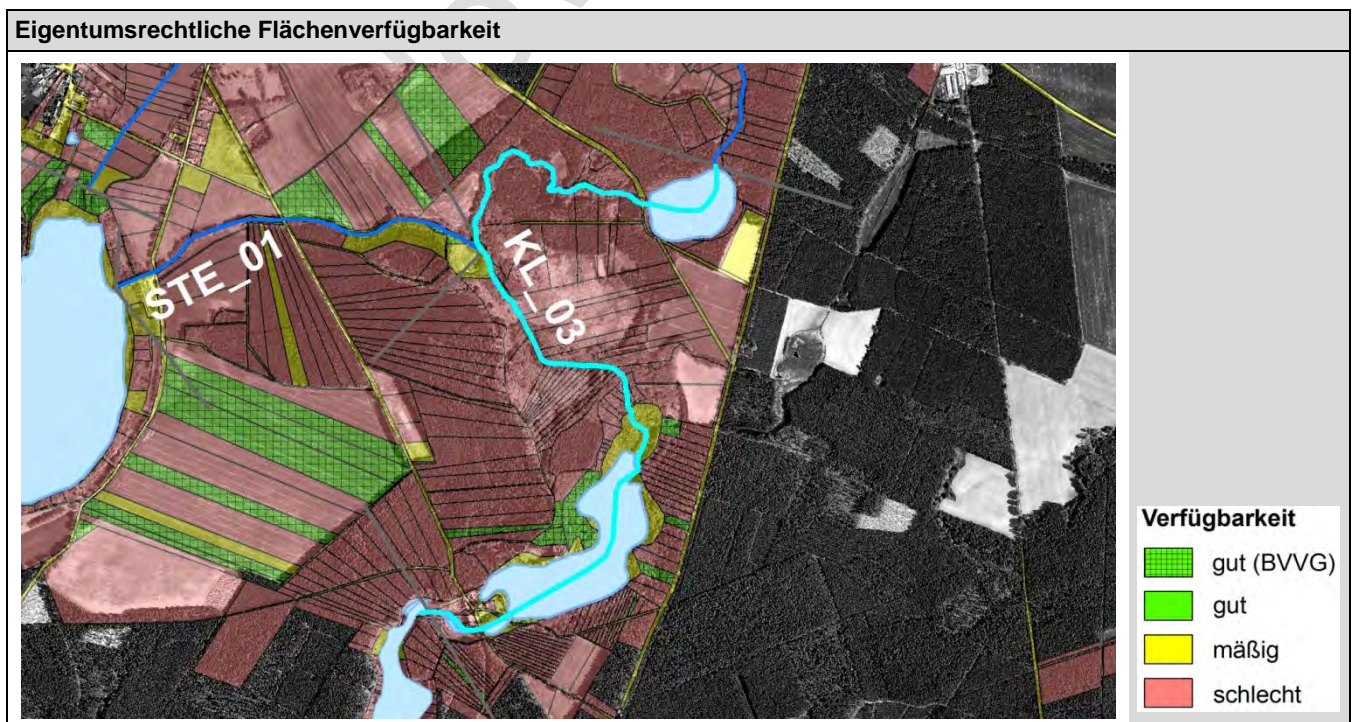 Eigentumsrechtliche Flächenverfügbarkeit
STE_01
KL_03
Verfügbarkeit
gut (BVVG)
gut
mäßig
schlecht